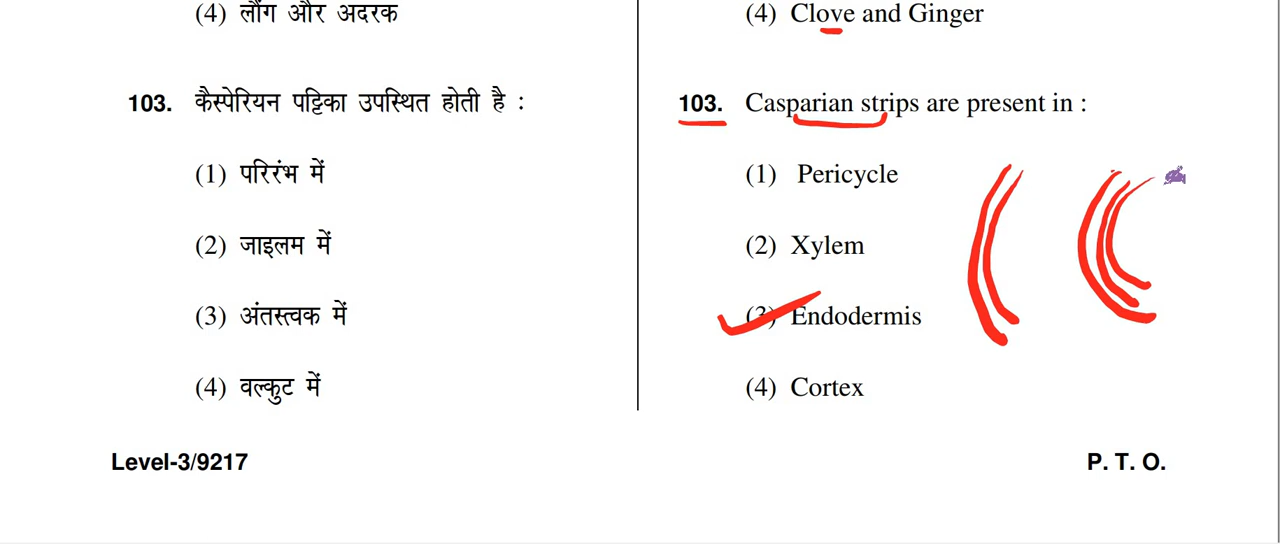 (4) लौंग और अदरक
103. कैस्पेरियन पट्टिका उपस्थित होती है :
(1) परिरंभ में
(2) जाइलम में
(3) अंतस्त्वक में
(4) वल्कुट में
Level-3/9217
(4) Clove and Ginger
103. Casparian strips are present in :
(1) Pericycle
(2) Xylem
(3) Endodermis
(4) Cortex
P. T. O.